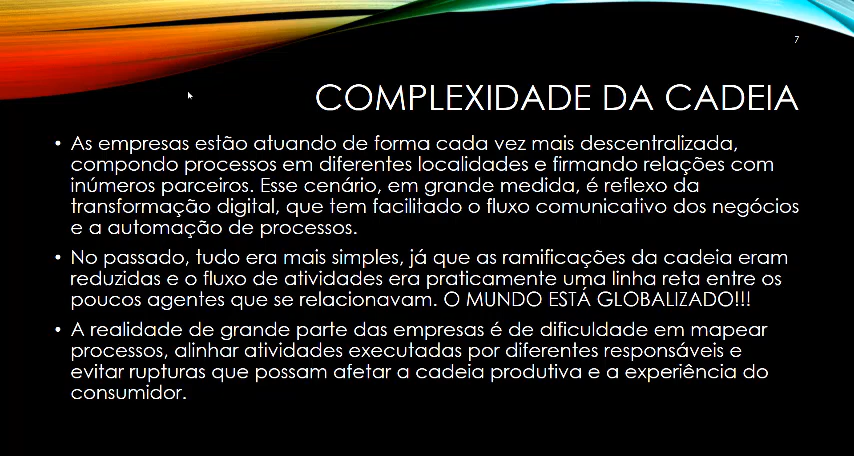 7
COMPLEXIDADE DA CADEIA
• As empresas estão atuando de forma cada vez mais descentralizada,
compondo processos em diferentes localidades e firmando relações com
inúmeros parceiros. Esse cenário, em grande medida, é reflexo da
transformação digital, que tem facilitado o fluxo comunicativo dos negócios
e a automação de processos.
• No passado, tudo era mais simples, já que as ramificações da cadeia eram
reduzidas e o fluxo de atividades era praticamente uma linha reta entre os
poucos agentes que se relacionavam. O MUNDO ESTÁ GLOBALIZADO!!!
• A realidade de grande parte das empresas é de dificuldade em mapear
processos, alinhar atividades executadas por diferentes responsáveis e
evitar rupturas que possam afetar a cadeia produtiva e a experiência do
consumidor.